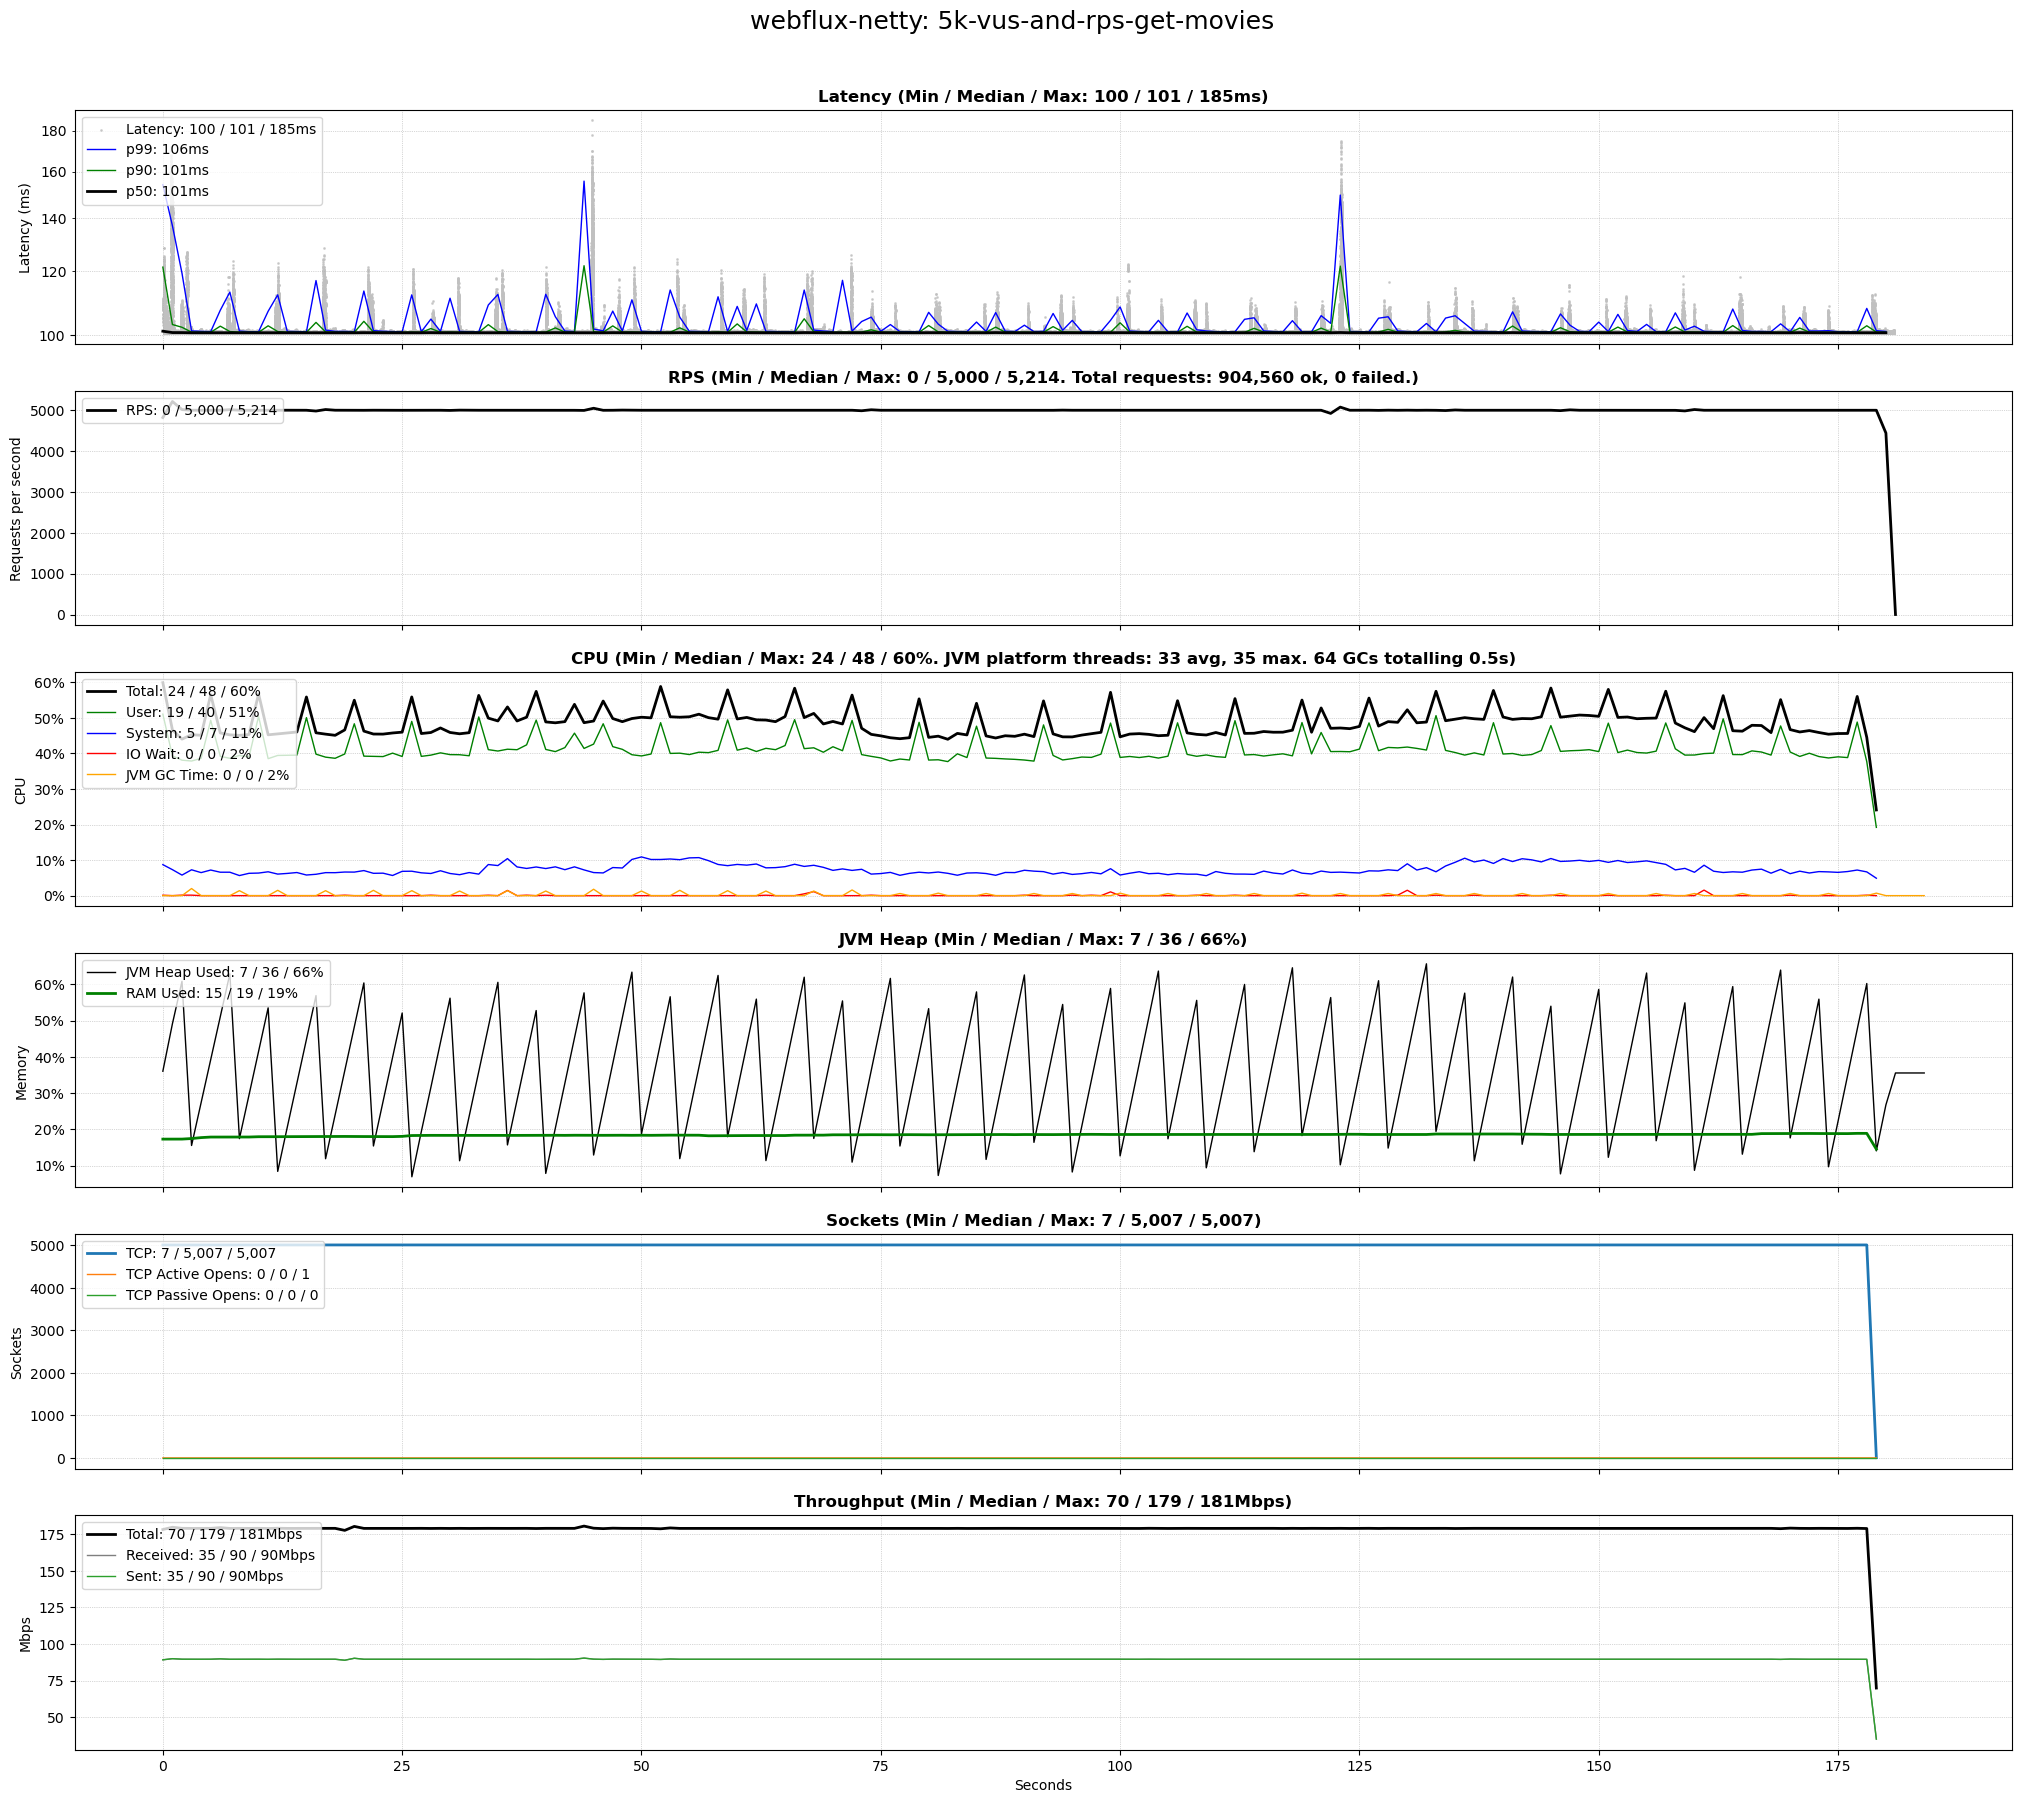 webflux-netty: 5k-vus-and-rps-get-movies
Latency (Min / Median / Max: 100 / 101 / 185ms)
Latency (ms)
180
160
140
120
100
Latency: 100 / 101 / 185ms
p99: 106ms
p90: 101ms
p50: 101ms
RPS (Min / Median / Max: 0 / 5,000 / 5,214. Total requests: 904,560 ok, 0 failed.)
Requests per second
5000
4000
3000
2000
1000
0
RPS: 0 / 5,000 / 5,214
CPU (Min / Median / Max: 24 / 48 / 60%. JVM platform threads: 33 avg, 35 max. 64 GCs totalling 0.5s)
CPU
60%
50%
40%
30%
20%
10%
0%
Total: 24 / 48 / 60%
User: 19 / 40 / 51%
System: 5 / 7 / 11%
IO Wait: 0 / 0 / 2%
JVM GC Time: 0 / 0 / 2%
JVM Heap (Min / Median / Max: 7 / 36 / 66%)
Memory
60%
50%
40%
30%
20%
10%
JVM Heap Used: 7 / 36 / 66%
RAM Used: 15 / 19 / 19%
Sockets (Min / Median / Max: 7 / 5,007 / 5,007)
Sockets
5000
4000
3000
2000
1000
0
TCP: 7 / 5,007 / 5,007
TCP Active Opens: 0 / 0 / 1
TCP Passive Opens: 0 / 0 / 0
Throughput (Min / Median / Max: 70 / 179 / 181Mbps)
Mbps
175
150
125
100
75
50
Total: 70 / 179 / 181Mbps
Received: 35 / 90 / 90Mbps
Sent: 35 / 90 / 90Mbps
0 25 50 75 100 125 150 175
Seconds